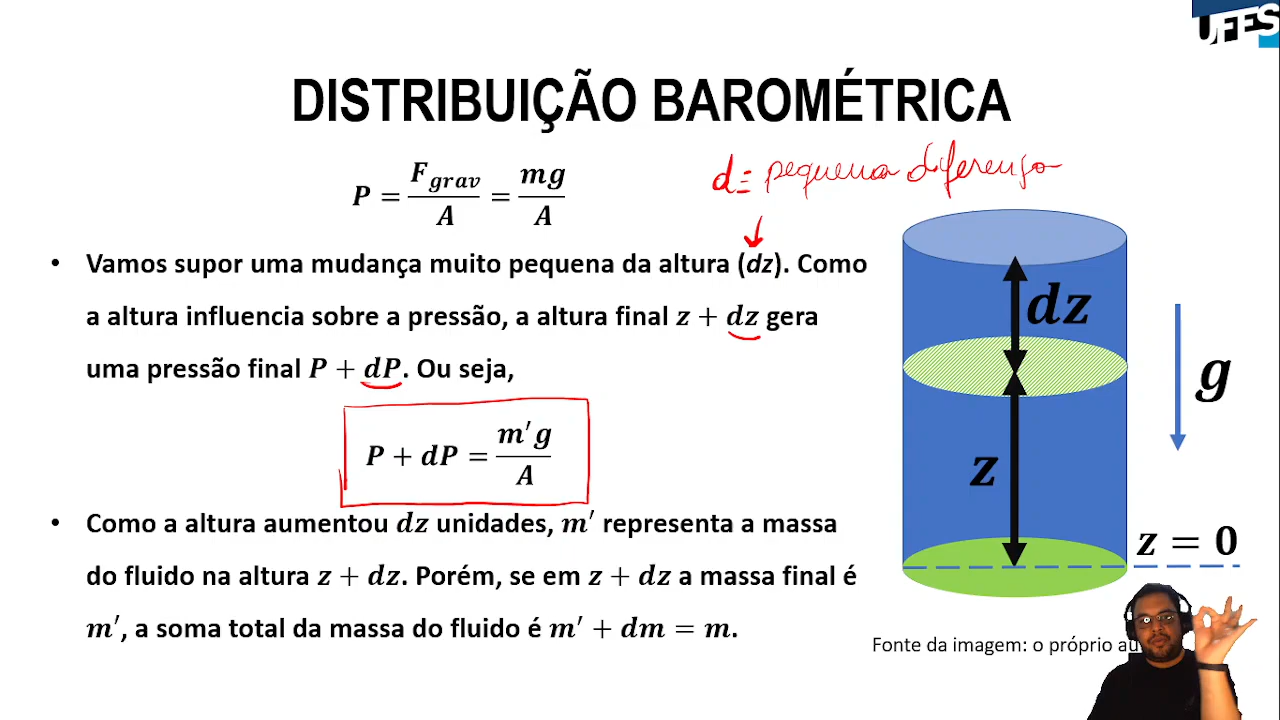 UFES
DISTRIBUIÇÃO BAROMÉTRICA
P = F_grav / A = mg / A
d = pequena diferença
• Vamos supor uma mudança muito pequena da altura (dz). Como
a altura influencia sobre a pressão, a altura final z + dz gera
uma pressão final P + dP. Ou seja,
P + dP = m′g / A
• Como a altura aumentou dz unidades, m′ representa a massa
do fluido na altura z + dz. Porém, se em z + dz a massa final é
m′, a soma total da massa do fluido é m′ + dm = m.
dz
g
z
z = 0
Fonte da imagem: o próprio au